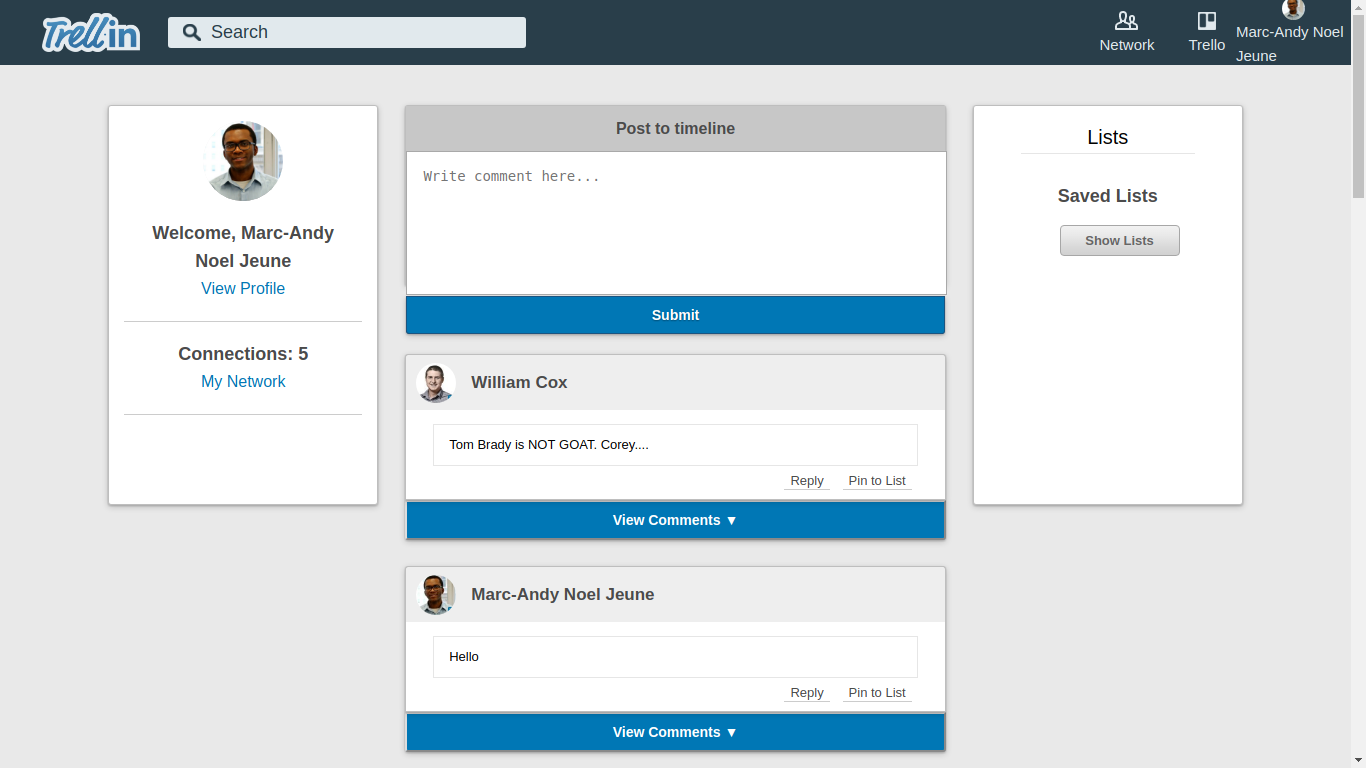 Trellin
Search
Network
Trello
Marc-Andy Noel
Jeune
Welcome, Marc-Andy
Noel Jeune
View Profile
Connections: 5
My Network
Post to timeline
Write comment here...
Submit
William Cox
Tom Brady is NOT GOAT. Corey....
Reply Pin to List
View Comments ▼
Marc-Andy Noel Jeune
Hello
Reply Pin to List
View Comments ▼
Lists
Saved Lists
Show Lists